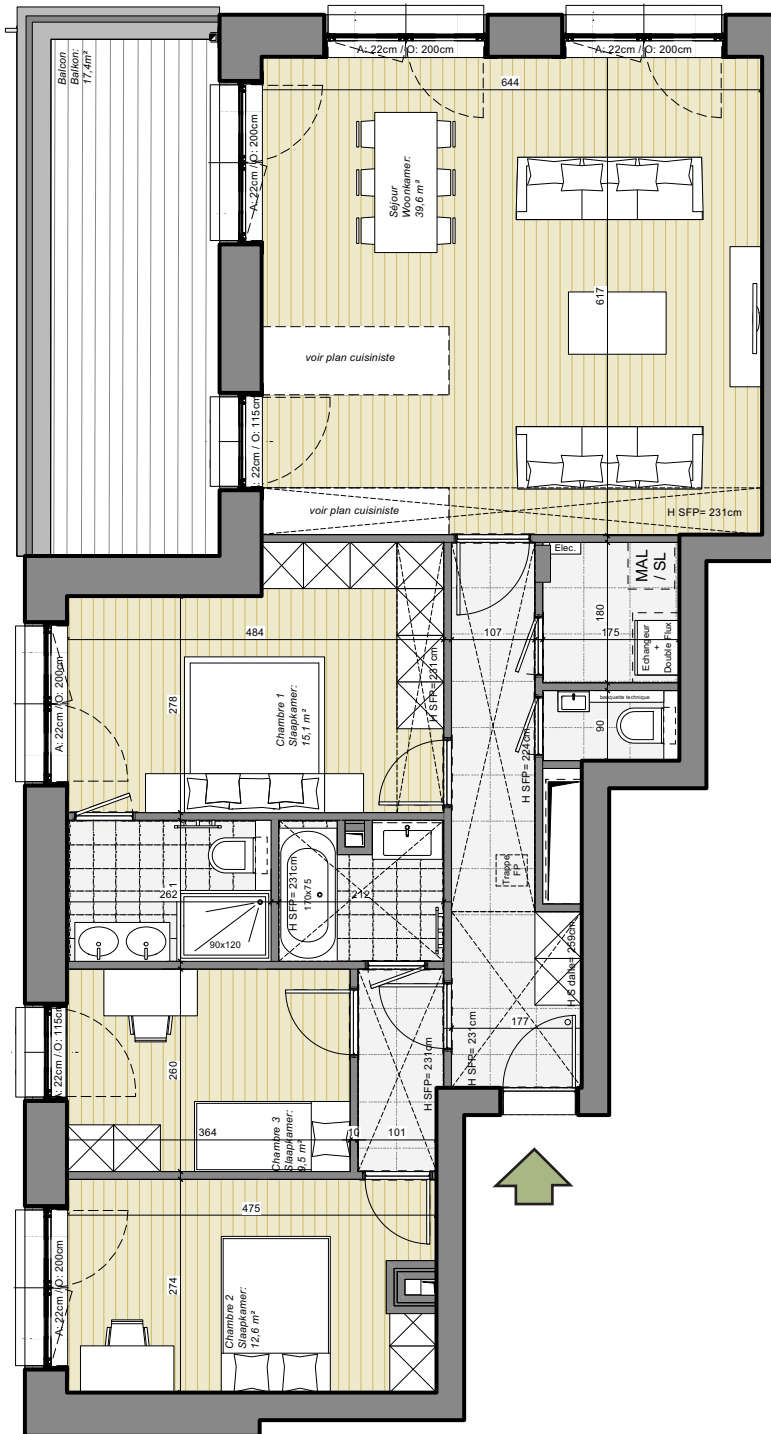 A: 22cm / O: 200cm
A: 22cm / O: 200cm
Balcon
Balkon:
17,4m²
644
A: 22cm / O: 200cm
Séjour
Woonkamer:
39,6 m²
617
voir plan cuisiniste
: 22cm / O: 115cm
voir plan cuisiniste
H SFP= 231cm
Elec.
MAL
/ SL
180
484
107
175
Echangeur
+
Double Flux
A: 22cm / O: 200cm
278
Chambre 1
Slaapkamer:
15,1 m²
H SFP= 231cm
banquette technique
90
H SFP= 224cm
Trappe
FP
262
1
H SFP= 231cm
170x75
212
90x120
H S dalle= 259cm
A: 22cm / O: 115cm
260
H SFP= 231cm
H SFP= 231cm
177
364
Chambre 3
Slaapkamer:
9,5 m²
10
101
475
A: 22cm / O: 200cm
274
Chambre 2
Slaapkamer:
12,6 m²